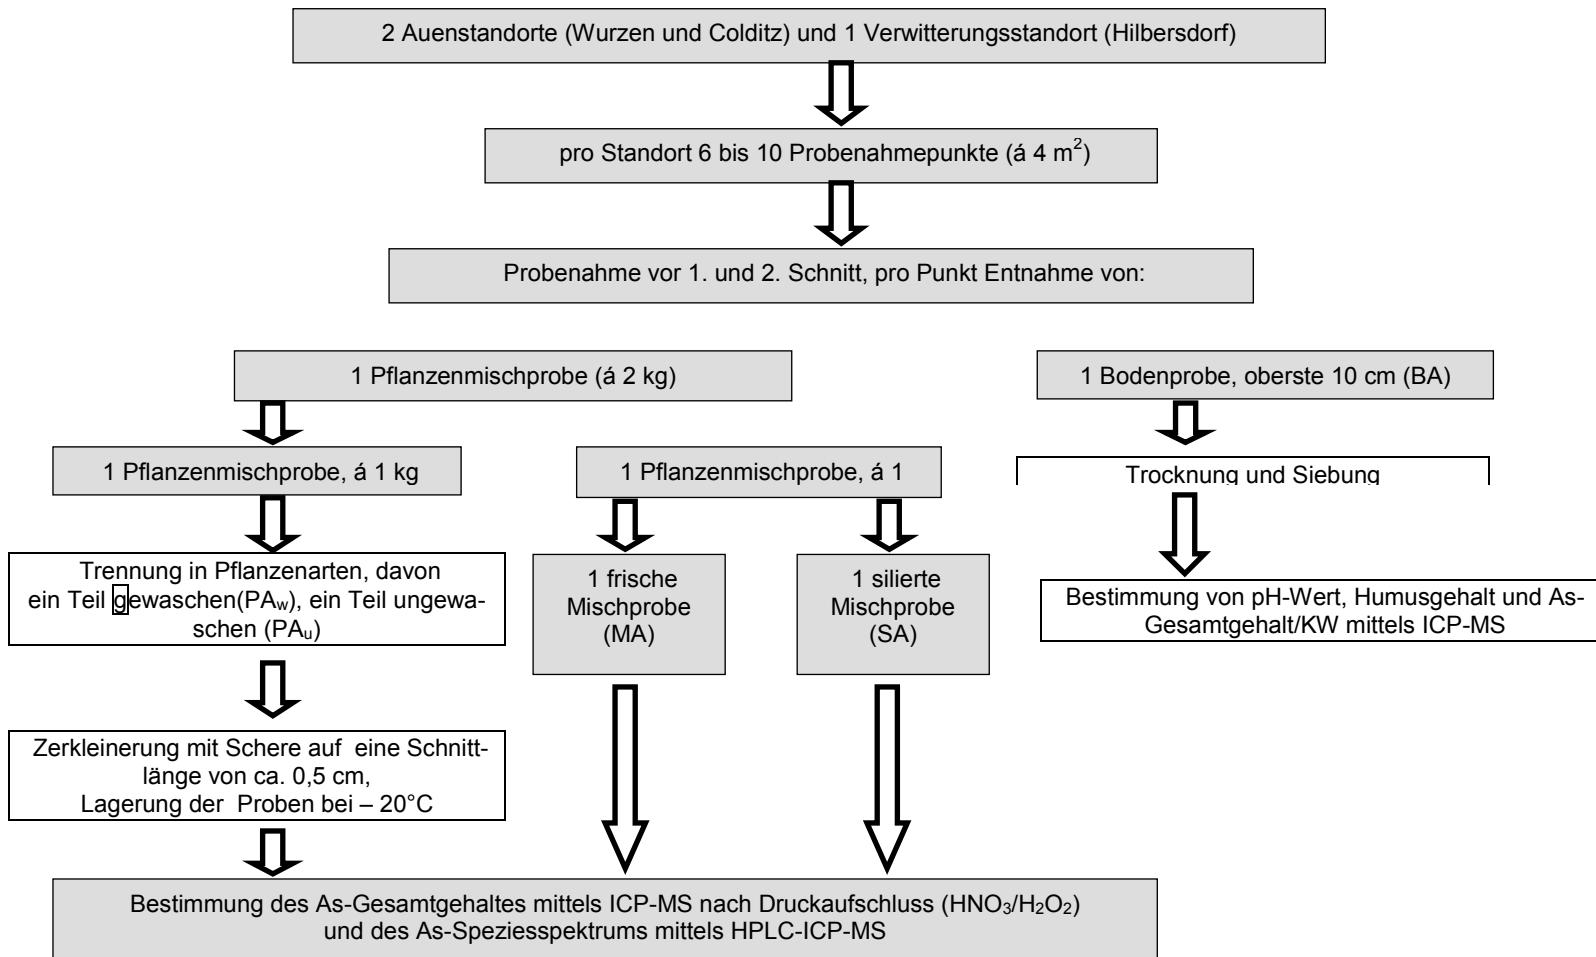 2 Auenstandorte (Wurzen und Colditz) und 1 Verwitterungsstandort (Hilbersdorf)
pro Standort 6 bis 10 Probenahmepunkte (á 4 m²)
Probenahme vor 1. und 2. Schnitt, pro Punkt Entnahme von:
1 Pflanzenmischprobe (á 2 kg)
1 Bodenprobe, oberste 10 cm (BA)
1 Pflanzenmischprobe, á 1 kg
1 Pflanzenmischprobe, á 1
Trocknung und Siebung
Trennung in Pflanzenarten, davon
ein Teil gewaschen(PAw), ein Teil ungewa-
schen (PAu)
1 frische
Mischprobe
(MA)
1 silierte
Mischprobe
(SA)
Bestimmung von pH-Wert, Humusgehalt und As-
Gesamtgehalt/KW mittels ICP-MS
Zerkleinerung mit Schere auf eine Schnitt-
länge von ca. 0,5 cm,
Lagerung der Proben bei – 20°C
Bestimmung des As-Gesamtgehaltes mittels ICP-MS nach Druckaufschluss (HNO₃/H₂O₂)
und des As-Speziesspektrums mittels HPLC-ICP-MS